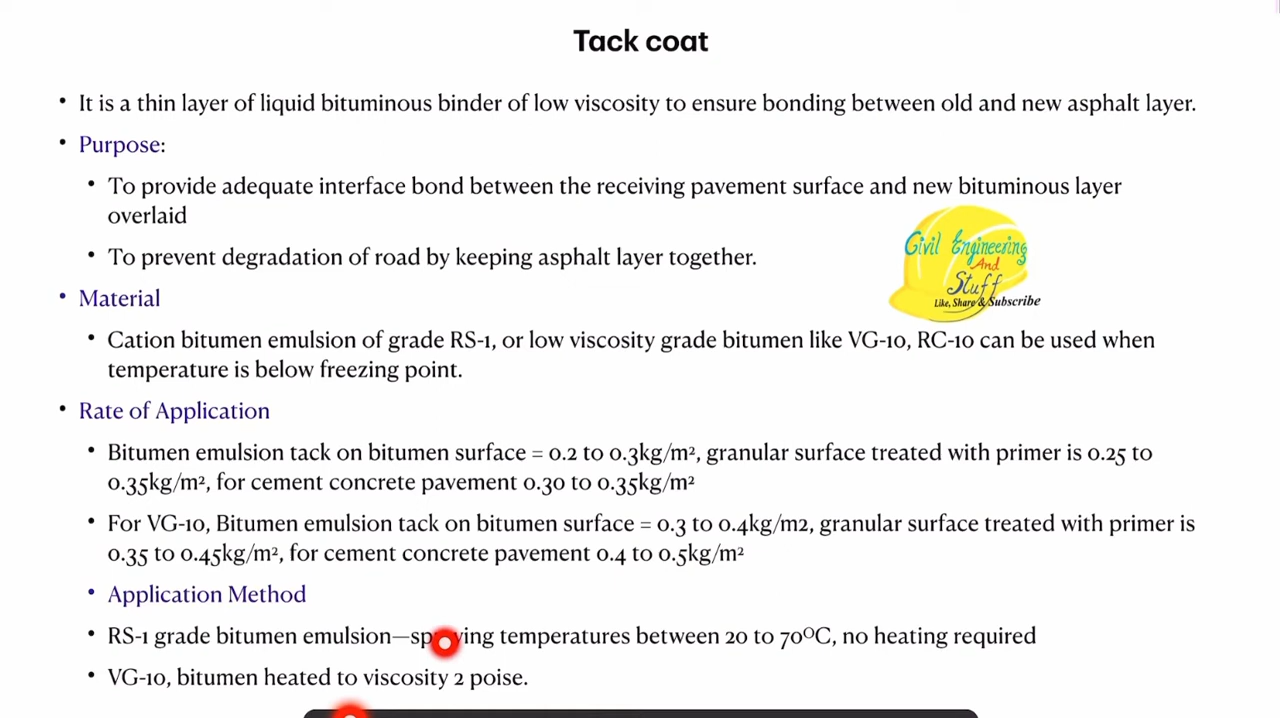 Tack coat
• It is a thin layer of liquid bituminous binder of low viscosity to ensure bonding between old and new asphalt layer.
• Purpose:
• To provide adequate interface bond between the receiving pavement surface and new bituminous layer
overlaid
• To prevent degradation of road by keeping asphalt layer together.
Civil Engineering
And
Stuff
Like, Share & Subscribe
• Material
• Cation bitumen emulsion of grade RS-1, or low viscosity grade bitumen like VG-10, RC-10 can be used when
temperature is below freezing point.
• Rate of Application
• Bitumen emulsion tack on bitumen surface = 0.2 to 0.3kg/m², granular surface treated with primer is 0.25 to
0.35kg/m², for cement concrete pavement 0.30 to 0.35kg/m²
• For VG-10, Bitumen emulsion tack on bitumen surface = 0.3 to 0.4kg/m2, granular surface treated with primer is
0.35 to 0.45kg/m², for cement concrete pavement 0.4 to 0.5kg/m²
• Application Method
• RS-1 grade bitumen emulsion—spraying temperatures between 20 to 70⁰C, no heating required
• VG-10, bitumen heated to viscosity 2 poise.